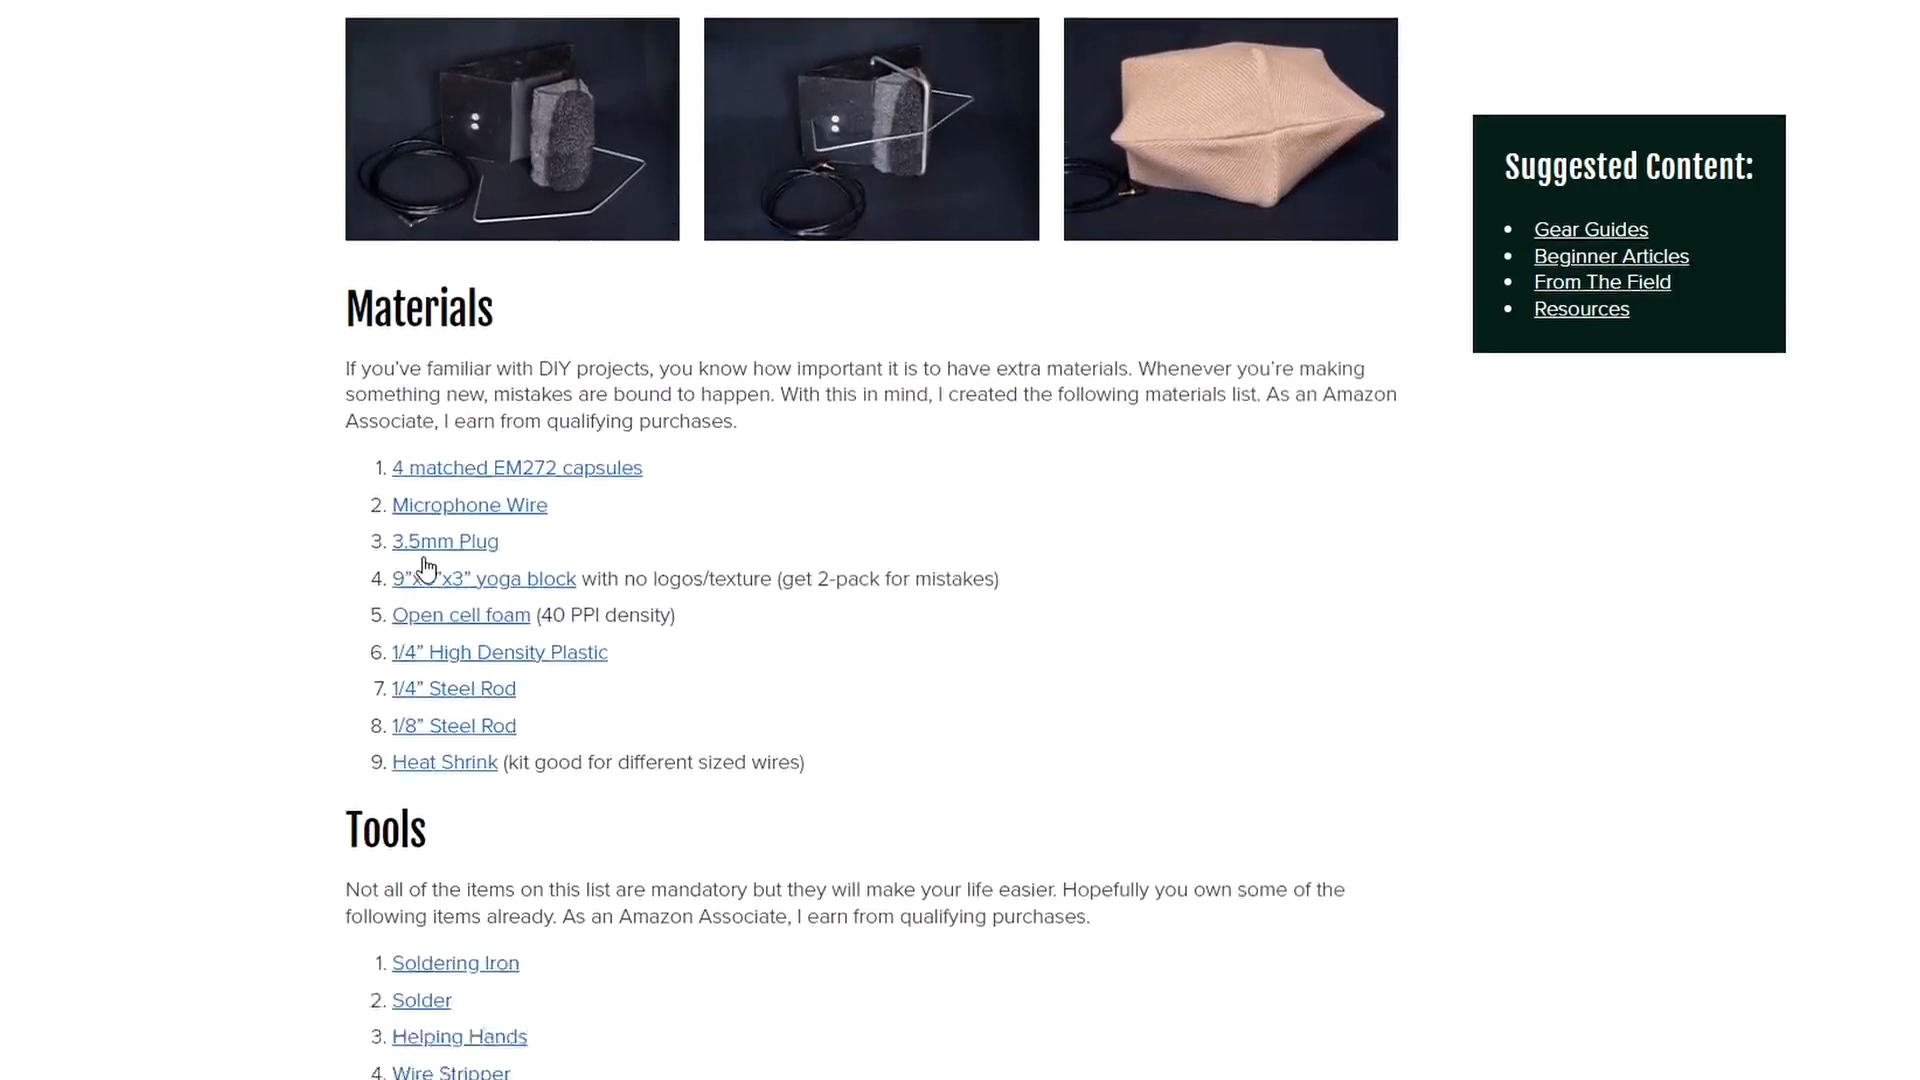 Suggested Content:
• Gear Guides
• Beginner Articles
• From The Field
• Resources
Materials
If you’ve familiar with DIY projects, you know how important it is to have extra materials. Whenever you’re making
something new, mistakes are bound to happen. With this in mind, I created the following materials list. As an Amazon
Associate, I earn from qualifying purchases.
1. 4 matched EM272 capsules
2. Microphone Wire
3. 3.5mm Plug
4. yoga block with no logos/texture (get 2-pack for mistakes)
5. Open cell foam (40 PPI density)
6. 1/4” High Density Plastic
7. 1/4” Steel Rod
8. 1/8” Steel Rod
9. Heat Shrink (kit good for different sized wires)
Tools
Not all of the items on this list are mandatory but they will make your life easier. Hopefully you own some of the
following items already. As an Amazon Associate, I earn from qualifying purchases.
1. Soldering Iron
2. Solder
3. Helping Hands
4. Wire Stripper